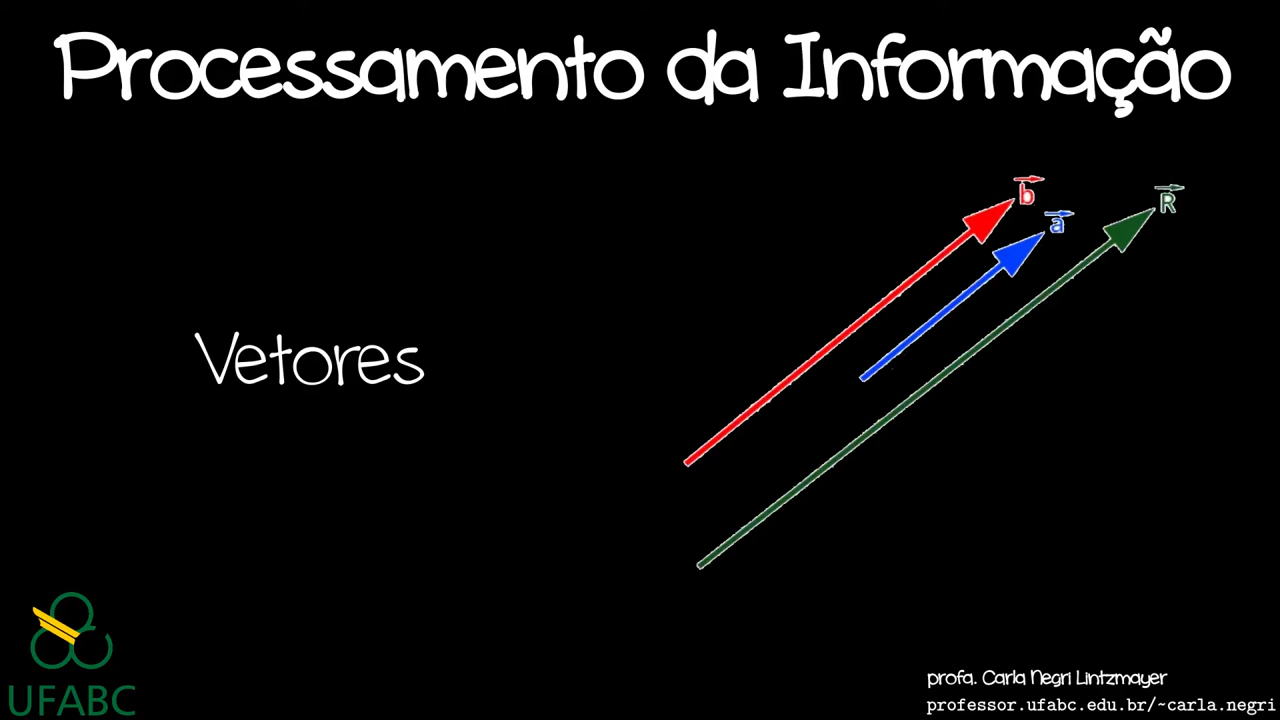 Processamento da Informação
b
a
R
Vetores
UFABC
profa. Carla Negri Lintzmayer
professor.ufabc.edu.br/~carla.negri